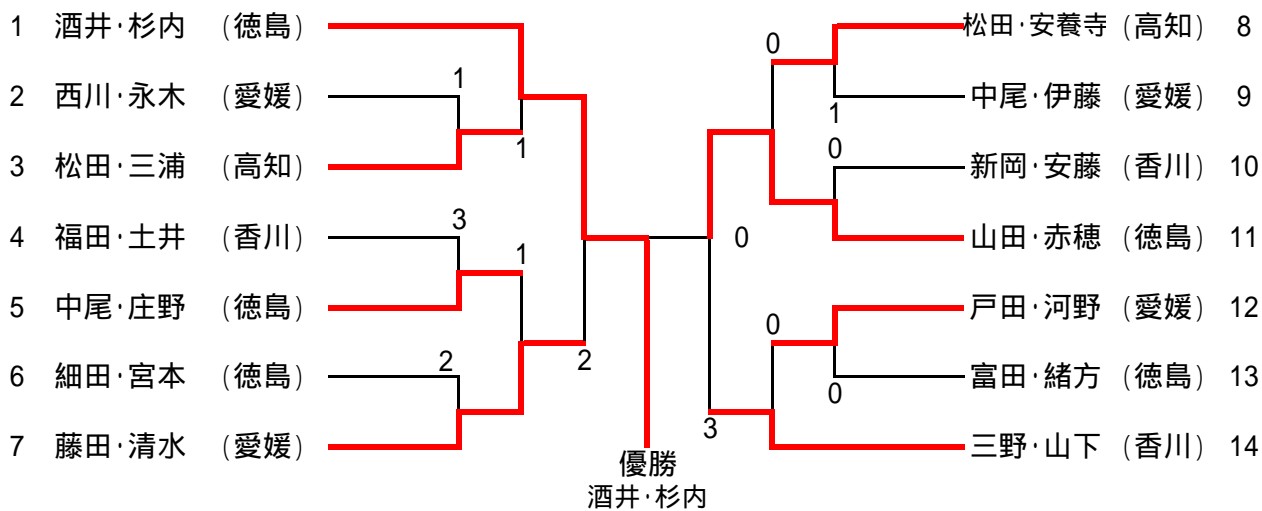 1 酒井・杉内 (徳島)
2 西川・永木 (愛媛)
3 松田・三浦 (高知)
4 福田・土井 (香川)
5 中尾・庄野 (徳島)
6 細田・宮本 (徳島)
7 藤田・清水 (愛媛)
1
1
3
1
2
2
優勝
酒井・杉内
0
1
0
0
0
0
3
松田・安養寺 (高知) 8
中尾・伊藤 (愛媛) 9
新岡・安藤 (香川) 10
山田・赤穂 (徳島) 11
戸田・河野 (愛媛) 12
富田・緒方 (徳島) 13
三野・山下 (香川) 14